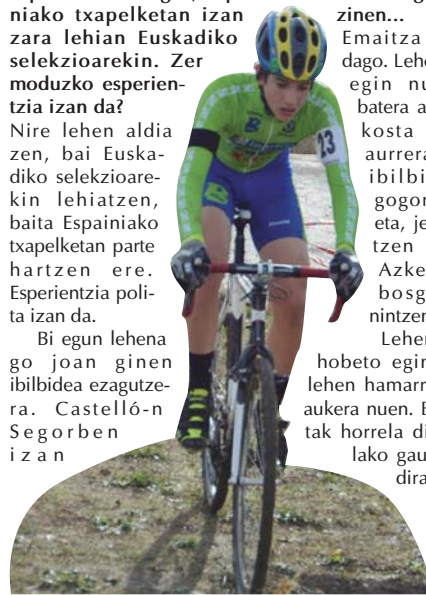 niako txapelketan izan
zara lehian Euskadiko
selekzioarekin. Zer
moduzko esperien-
tzia izan da?
Nire lehen aldia
zen, bai Euska-
diko selekzioare-
kin lehiatzen,
baita Espainiako
txapelketan parte
hartzen ere.
Esperientzia poli-
ta izan da.
Bi egun lehena
go joan ginen
ibilbidea ezagutze-
ra. Castelló-n
Segorben
izan
23
zinen...
Emaitza
dago. Lehe
egin nu
batera a
kosta
aurrera
ibilbi
gogor
eta, je
tzen
Azke
bosg
nintzen
Lehen
hobeto egin
lehen hamarr
aukera nuen. E
tak horrela di
lako gau
dira